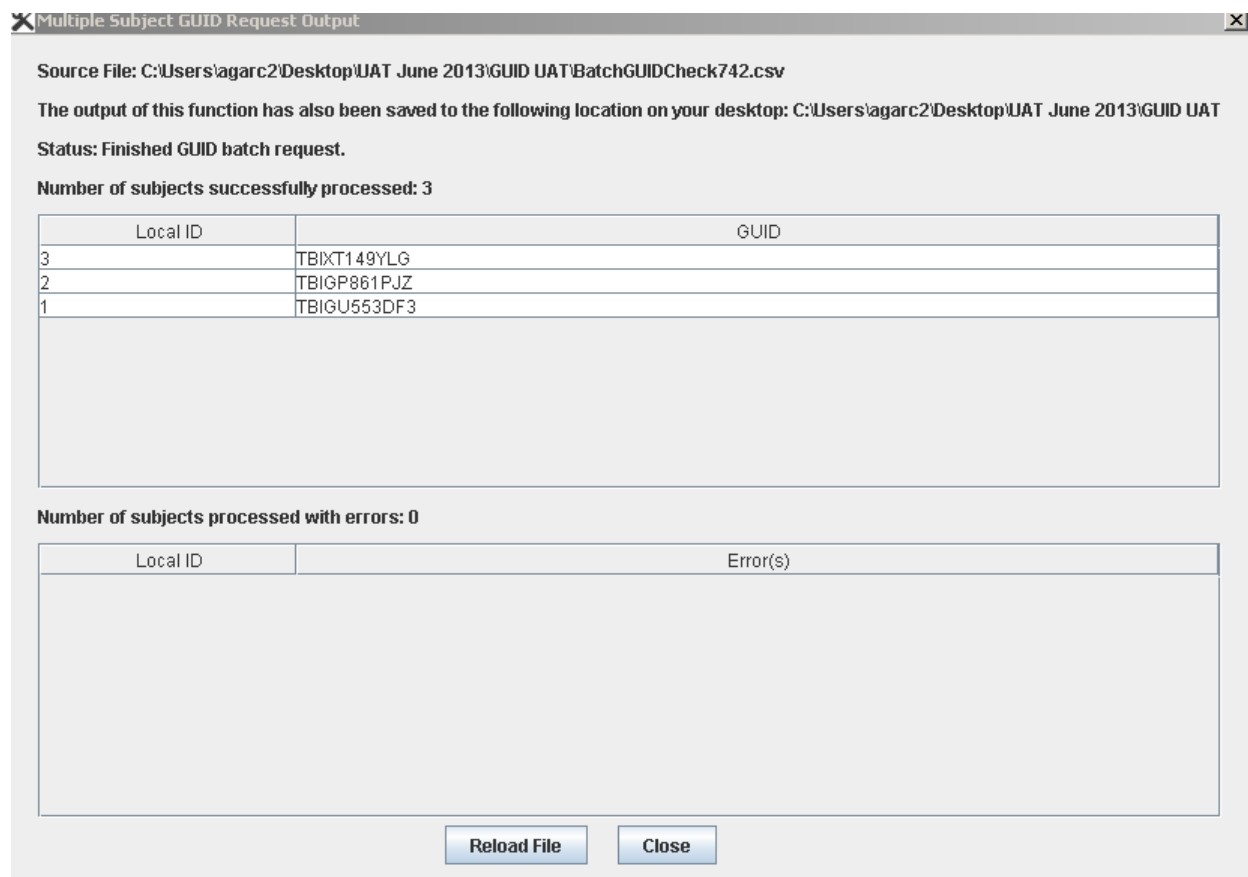 Multiple Subject GUID Request Output
Source File: C:\Users\agarc2\Desktop\UAT June 2013\GUID UAT\BatchGUIDCheck742.csv
The output of this function has also been saved to the following location on your desktop: C:\Users\agarc2\Desktop\UAT June 2013\GUID UAT
Status: Finished GUID batch request.
Number of subjects successfully processed: 3
Local ID GUID
3 TBIXT149YLG
2 TBIGP861PJZ
1 TBIGU553DF3
Number of subjects processed with errors: 0
Local ID Error(s)
Reload File Close